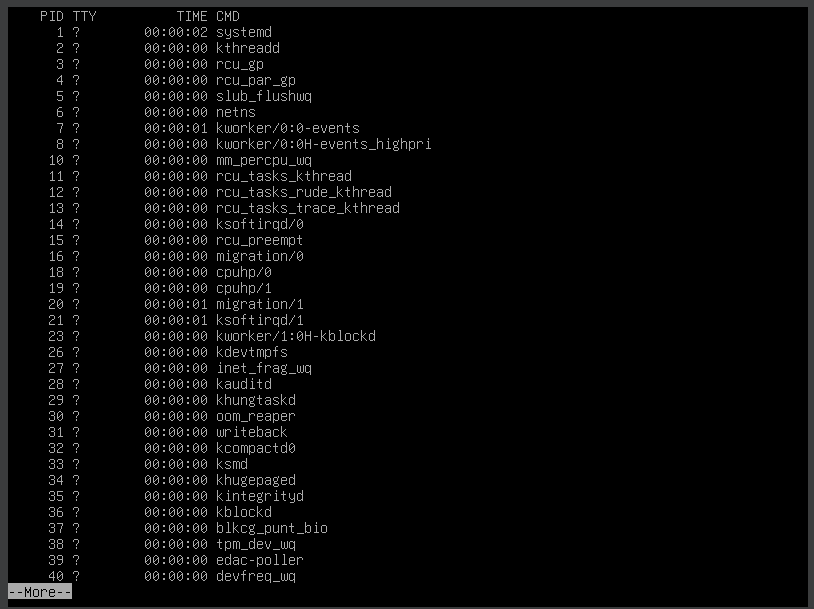 PID TTY TIME CMD
1 ? 00:00:02 systemd
2 ? 00:00:00 kthreadd
3 ? 00:00:00 rcu_gp
4 ? 00:00:00 rcu_par_gp
5 ? 00:00:00 slub_flushwq
6 ? 00:00:00 netns
7 ? 00:00:01 kworker/0:0-events
8 ? 00:00:00 kworker/0:0H-events_highpri
10 ? 00:00:00 mm_percpu_wq
11 ? 00:00:00 rcu_tasks_kthread
12 ? 00:00:00 rcu_tasks_rude_kthread
13 ? 00:00:00 rcu_tasks_trace_kthread
14 ? 00:00:00 ksoftirqd/0
15 ? 00:00:00 rcu_preempt
16 ? 00:00:00 migration/0
18 ? 00:00:00 cpuhp/0
19 ? 00:00:00 cpuhp/1
20 ? 00:00:01 migration/1
21 ? 00:00:01 ksoftirqd/1
23 ? 00:00:00 kworker/1:0H-kblockd
26 ? 00:00:00 kdevtmpfs
27 ? 00:00:00 inet_frag_wq
28 ? 00:00:00 kauditd
29 ? 00:00:00 khungtaskd
30 ? 00:00:00 oom_reaper
31 ? 00:00:00 writeback
32 ? 00:00:00 kcompactd0
33 ? 00:00:00 ksmd
34 ? 00:00:00 khugepaged
35 ? 00:00:00 kintegrityd
36 ? 00:00:00 kblockd
37 ? 00:00:00 blkcg_punt_bio
38 ? 00:00:00 tpm_dev_wq
39 ? 00:00:00 edac-poller
40 ? 00:00:00 devfreq_wq
--More--